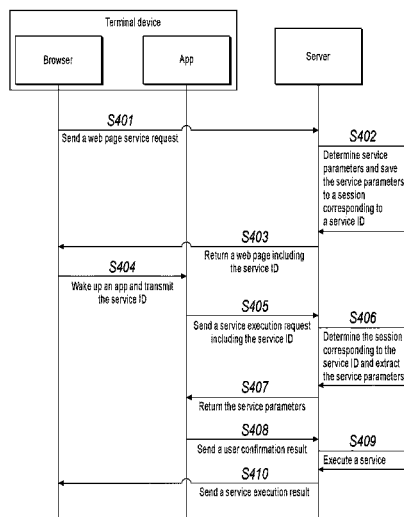 Terminal device
Browser
App
Server
S401
Send a web page service request
S402
Determine service
parameters and save
the service parameters
to a session
corresponding to
a service ID
S403
Return a web page including
the service ID
S404
Wake up an app and transmit
the service ID
S405
Send a service execution request
including the service ID
S406
Determine the session
corresponding to the
service ID and extract
the service parameters
S407
Return the service parameters
S408
Send a user confirmation result
S409
Execute a service
S410
Send a service execution result